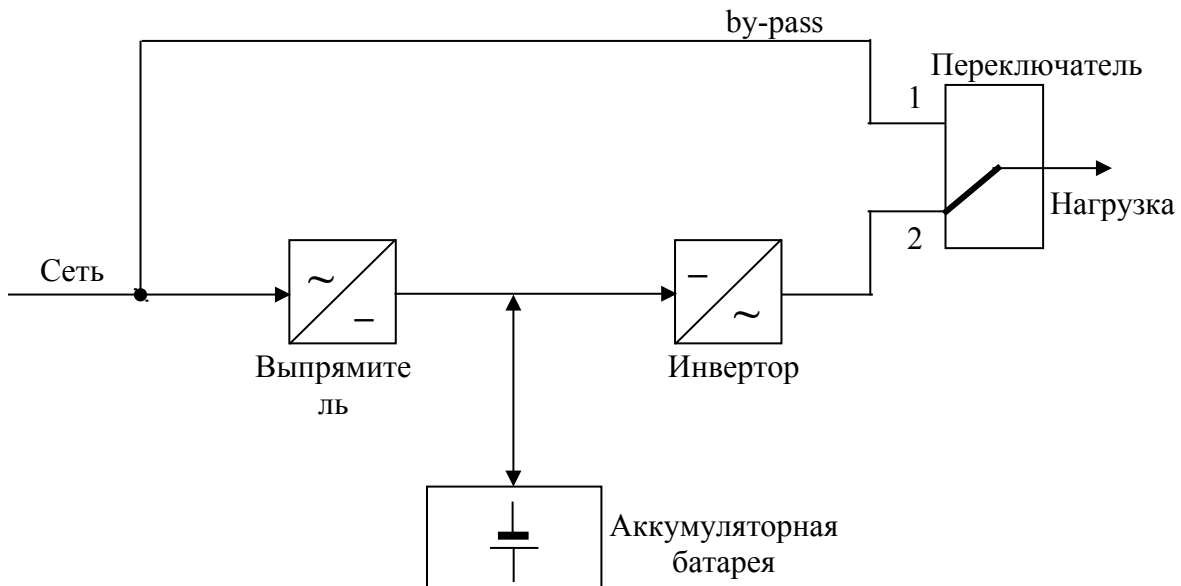 by-pass
Переключатель
1
Нагрузка
2
Сеть
~
–
–
~
Выпрямите
ль
Инвертор
Аккумуляторная
батарея